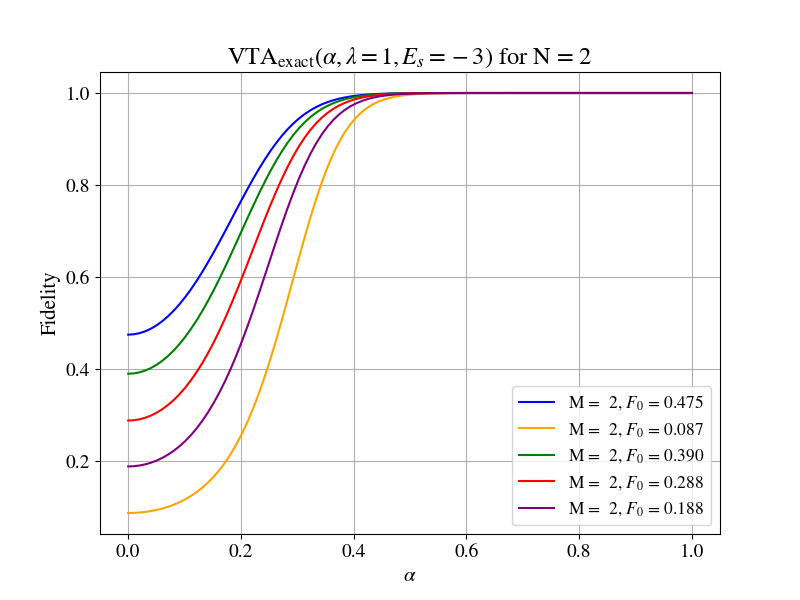 VTA_exact(α, λ = 1, E_s = −3) for N = 2
Fidelity
1.0
0.8
0.6
0.4
0.2
0.0 0.2 0.4 0.6 0.8 1.0
α
M = 2, F_0 = 0.475
M = 2, F_0 = 0.087
M = 2, F_0 = 0.390
M = 2, F_0 = 0.288
M = 2, F_0 = 0.188